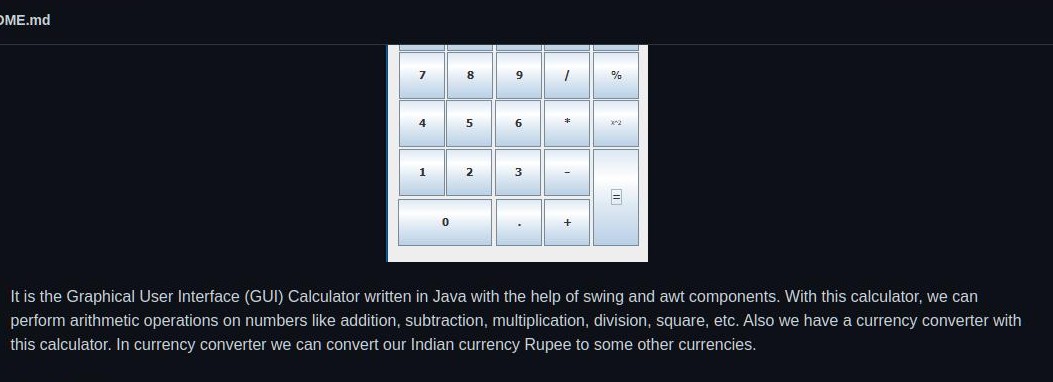 OME.md
7 8 9 / %
4 5 6 * x^2
1 2 3 -
=
0 . +
It is the Graphical User Interface (GUI) Calculator written in Java with the help of swing and awt components. With this calculator, we can
perform arithmetic operations on numbers like addition, subtraction, multiplication, division, square, etc. Also we have a currency converter with
this calculator. In currency converter we can convert our Indian currency Rupee to some other currencies.